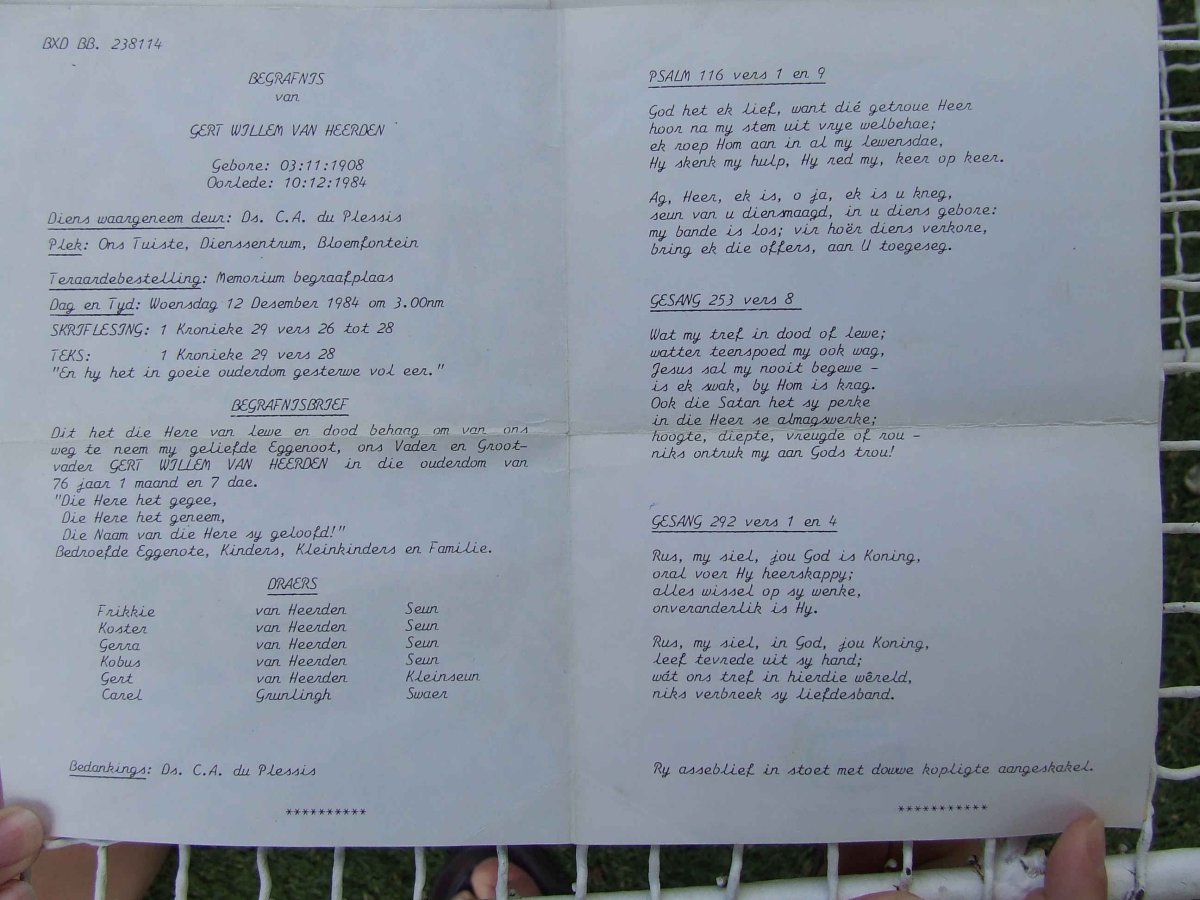 BXD BB. 238114
BEGRAFNIS
van
GERT WILLEM VAN HEERDEN
Gebore: 03:11:1908
Oorlede: 10:12:1984
Diens waargeneem deur: Ds. C.A. du Plessis
Plek: Ons Tuiste, Dienssentrum, Bloemfontein
Teraardebestelling: Memorium begraafplaas
Dag en Tyd: Woensdag 12 Desember 1984 om 3.00nm
SKRIFLESING: 1 Kronieke 29 vers 26 tot 28
TEKS: 1 Kronieke 29 vers 28
"En hy het in goeie ouderdom gesterwe vol eer."
BEGRAFNISBRIEF
Dit het die Here van lewe en dood behaag om van ons
weg te neem my geliefde Eggenoot, ons Vader en Groot-
vader GERT WILLEM VAN HEERDEN in die ouderdom van
76 jaar 1 maand en 7 dae.
"Die Here het gegee,
Die Here het geneem,
Die Naam van die Here sy geloofd!"
Bedroefde Eggenote, Kinders, Kleinkinders en Familie.
DRAERS
Frikkie van Heerden Seun
Koster van Heerden Seun
Gerra van Heerden Seun
Kobus van Heerden Seun
Gert van Heerden Kleinseun
Carel Grunlingh Swaer
Bedankings: Ds. C.A. du Plessis
**********
PSALM 116 vers 1 en 9
God het ek lief, want dié getroue Heer
hoor na my stem uit vrye welbehae;
ek roep Hom aan in al my lewensdae,
Hy skenk my hulp, Hy red my, keer op keer.
Ag, Heer, ek is, o ja, ek is u kneg,
seun van u diensmaagd, in u diens gebore:
my bande is los; vir hoër diens verkore,
bring ek die offers, aan U toegeseg.
GESANG 253 vers 8
Wat my tref in dood of lewe;
watter teenspoed my ook wag,
Jesus sal my nooit begewe -
is ek swak, by Hom is krag.
Ook die Satan het sy perke
in die Heer se almagswerke;
hoogte, diepte, vreugde of rou -
niks ontruk my aan Gods trou!
GESANG 292 vers 1 en 4
Rus, my siel, jou God is Koning,
oral voer Hy heerskappy;
alles wissel op sy wenke,
onveranderlik is Hy.
Rus, my siel, in God, jou Koning,
leef tevrede uit sy hand;
wát ons tref in hierdie wêreld,
niks verbreek sy liefdesband.
Ry asseblief in stoet met douwe kopligte aangeskakel.
***********